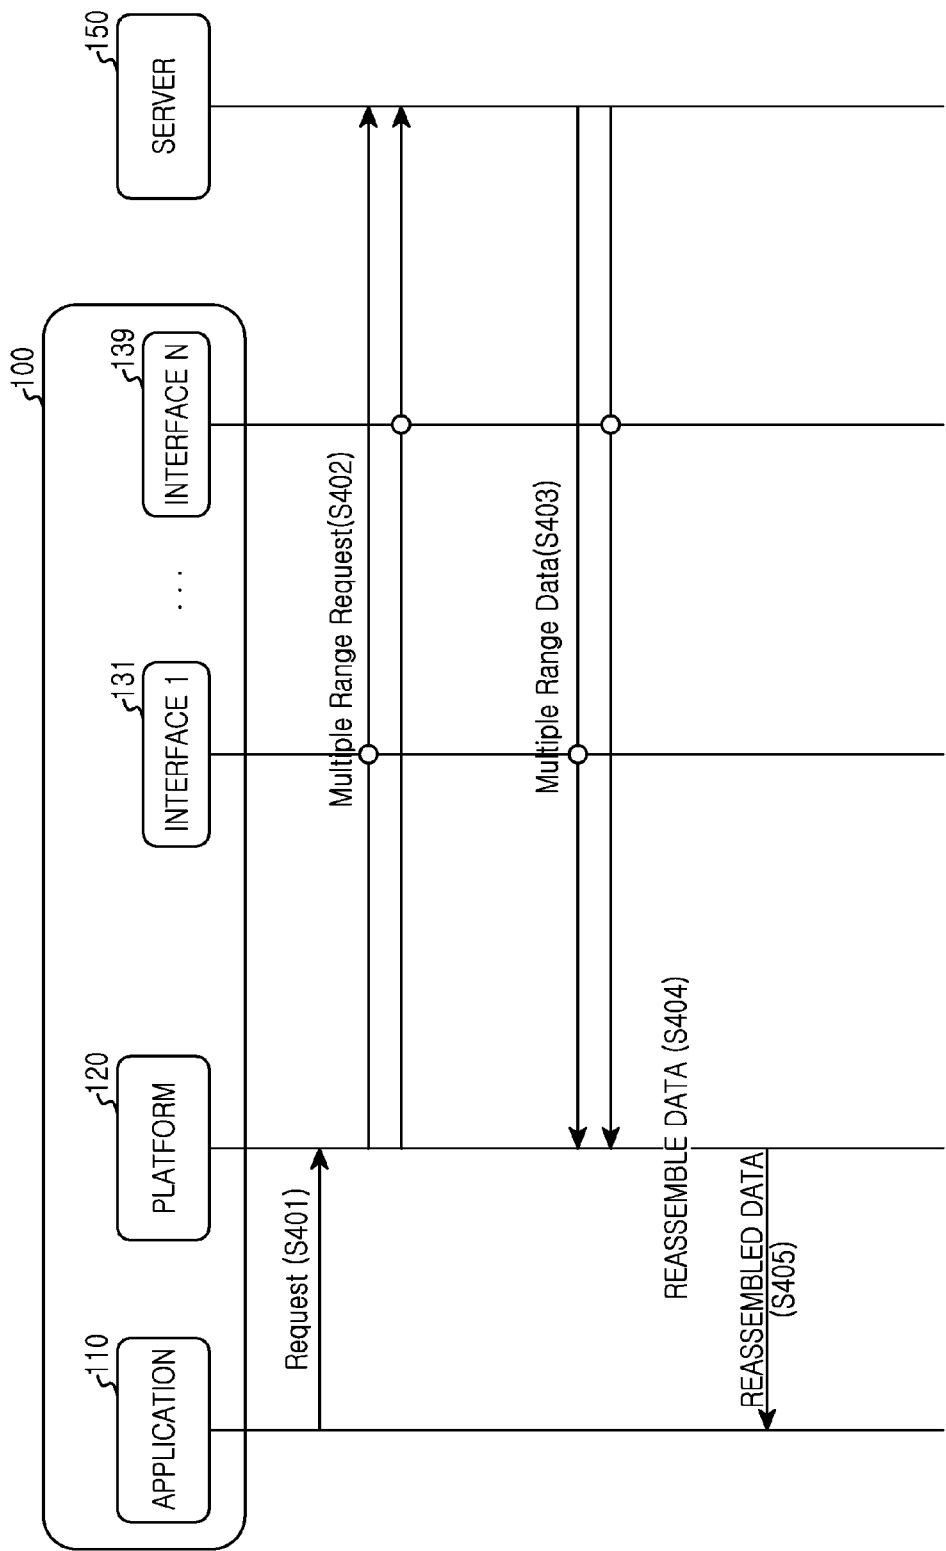 100
110
APPLICATION
120
PLATFORM
131
INTERFACE 1
. . .
139
INTERFACE N
150
SERVER
Request (S401)
Multiple Range Request(S402)
Multiple Range Data(S403)
REASSEMBLE DATA (S404)
REASSEMBLED DATA
(S405)